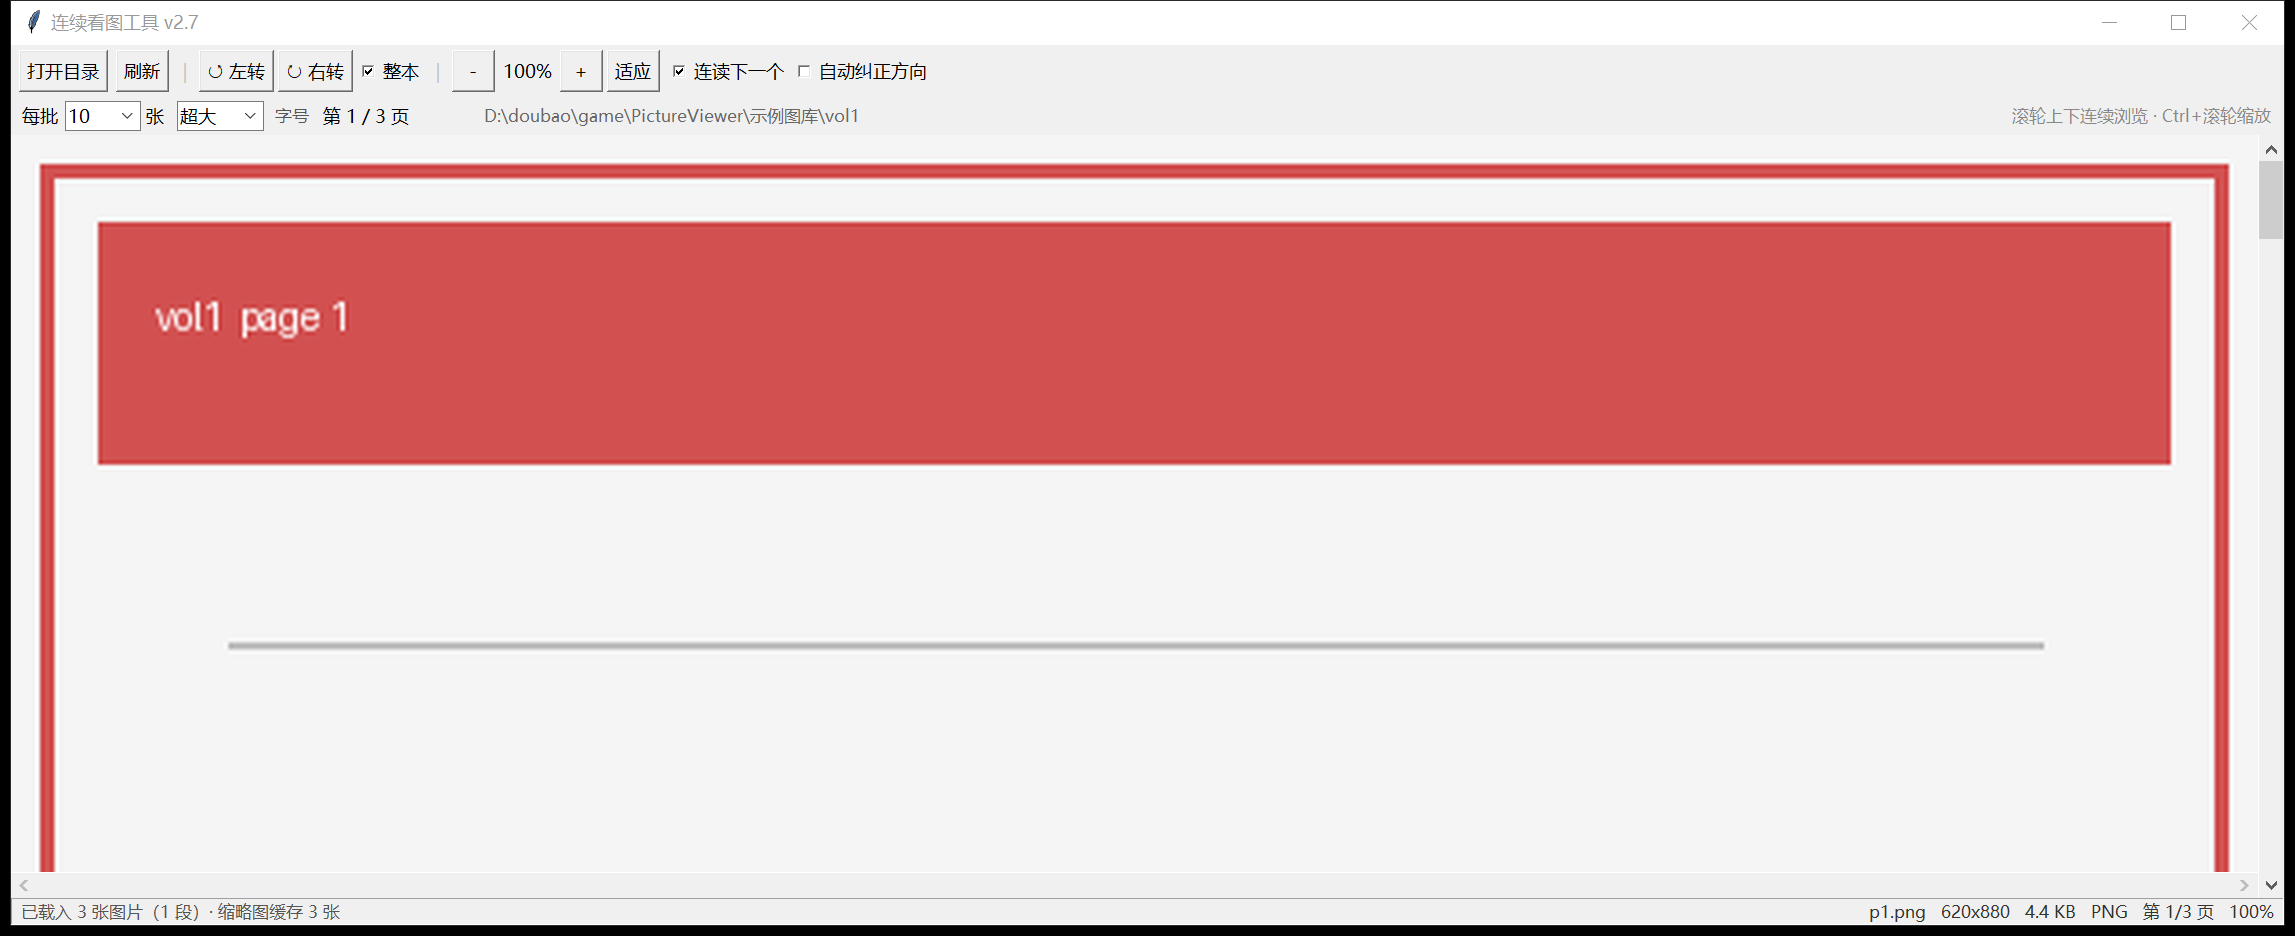 连续看图工具 v2.7
打开目录 刷新 | 左转 右转 整本 | - 100% + 适应 连读下一个 自动纠正方向
每批 10 张 超大 字号 第 1 / 3 页 D:\doubao\game\PictureViewer\示例图库\vol1 滚轮上下连续浏览 · Ctrl+滚轮缩放
vol1 page 1
已载入 3 张图片（1 段）· 缩略图缓存 3 张 p1.png 620x880 4.4 KB PNG 第 1/3 页 100%